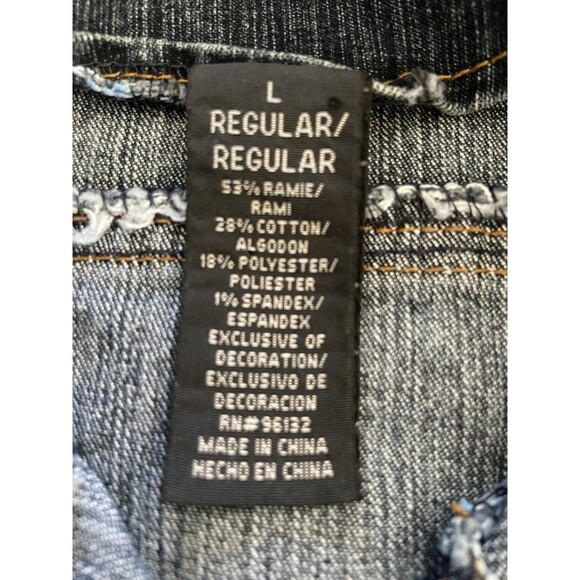 L
REGULAR/
REGULAR
53% RAMIE/
RAMI
28% COTTON/
ALGODON
18% POLYESTER/
POLIESTER
1% SPANDEX/
ESPANDEX
EXCLUSIVE OF
DECORATION/
EXCLUSIVO DE
DECORACION
RN#96132
MADE IN CHINA
HECHO EN CHINA